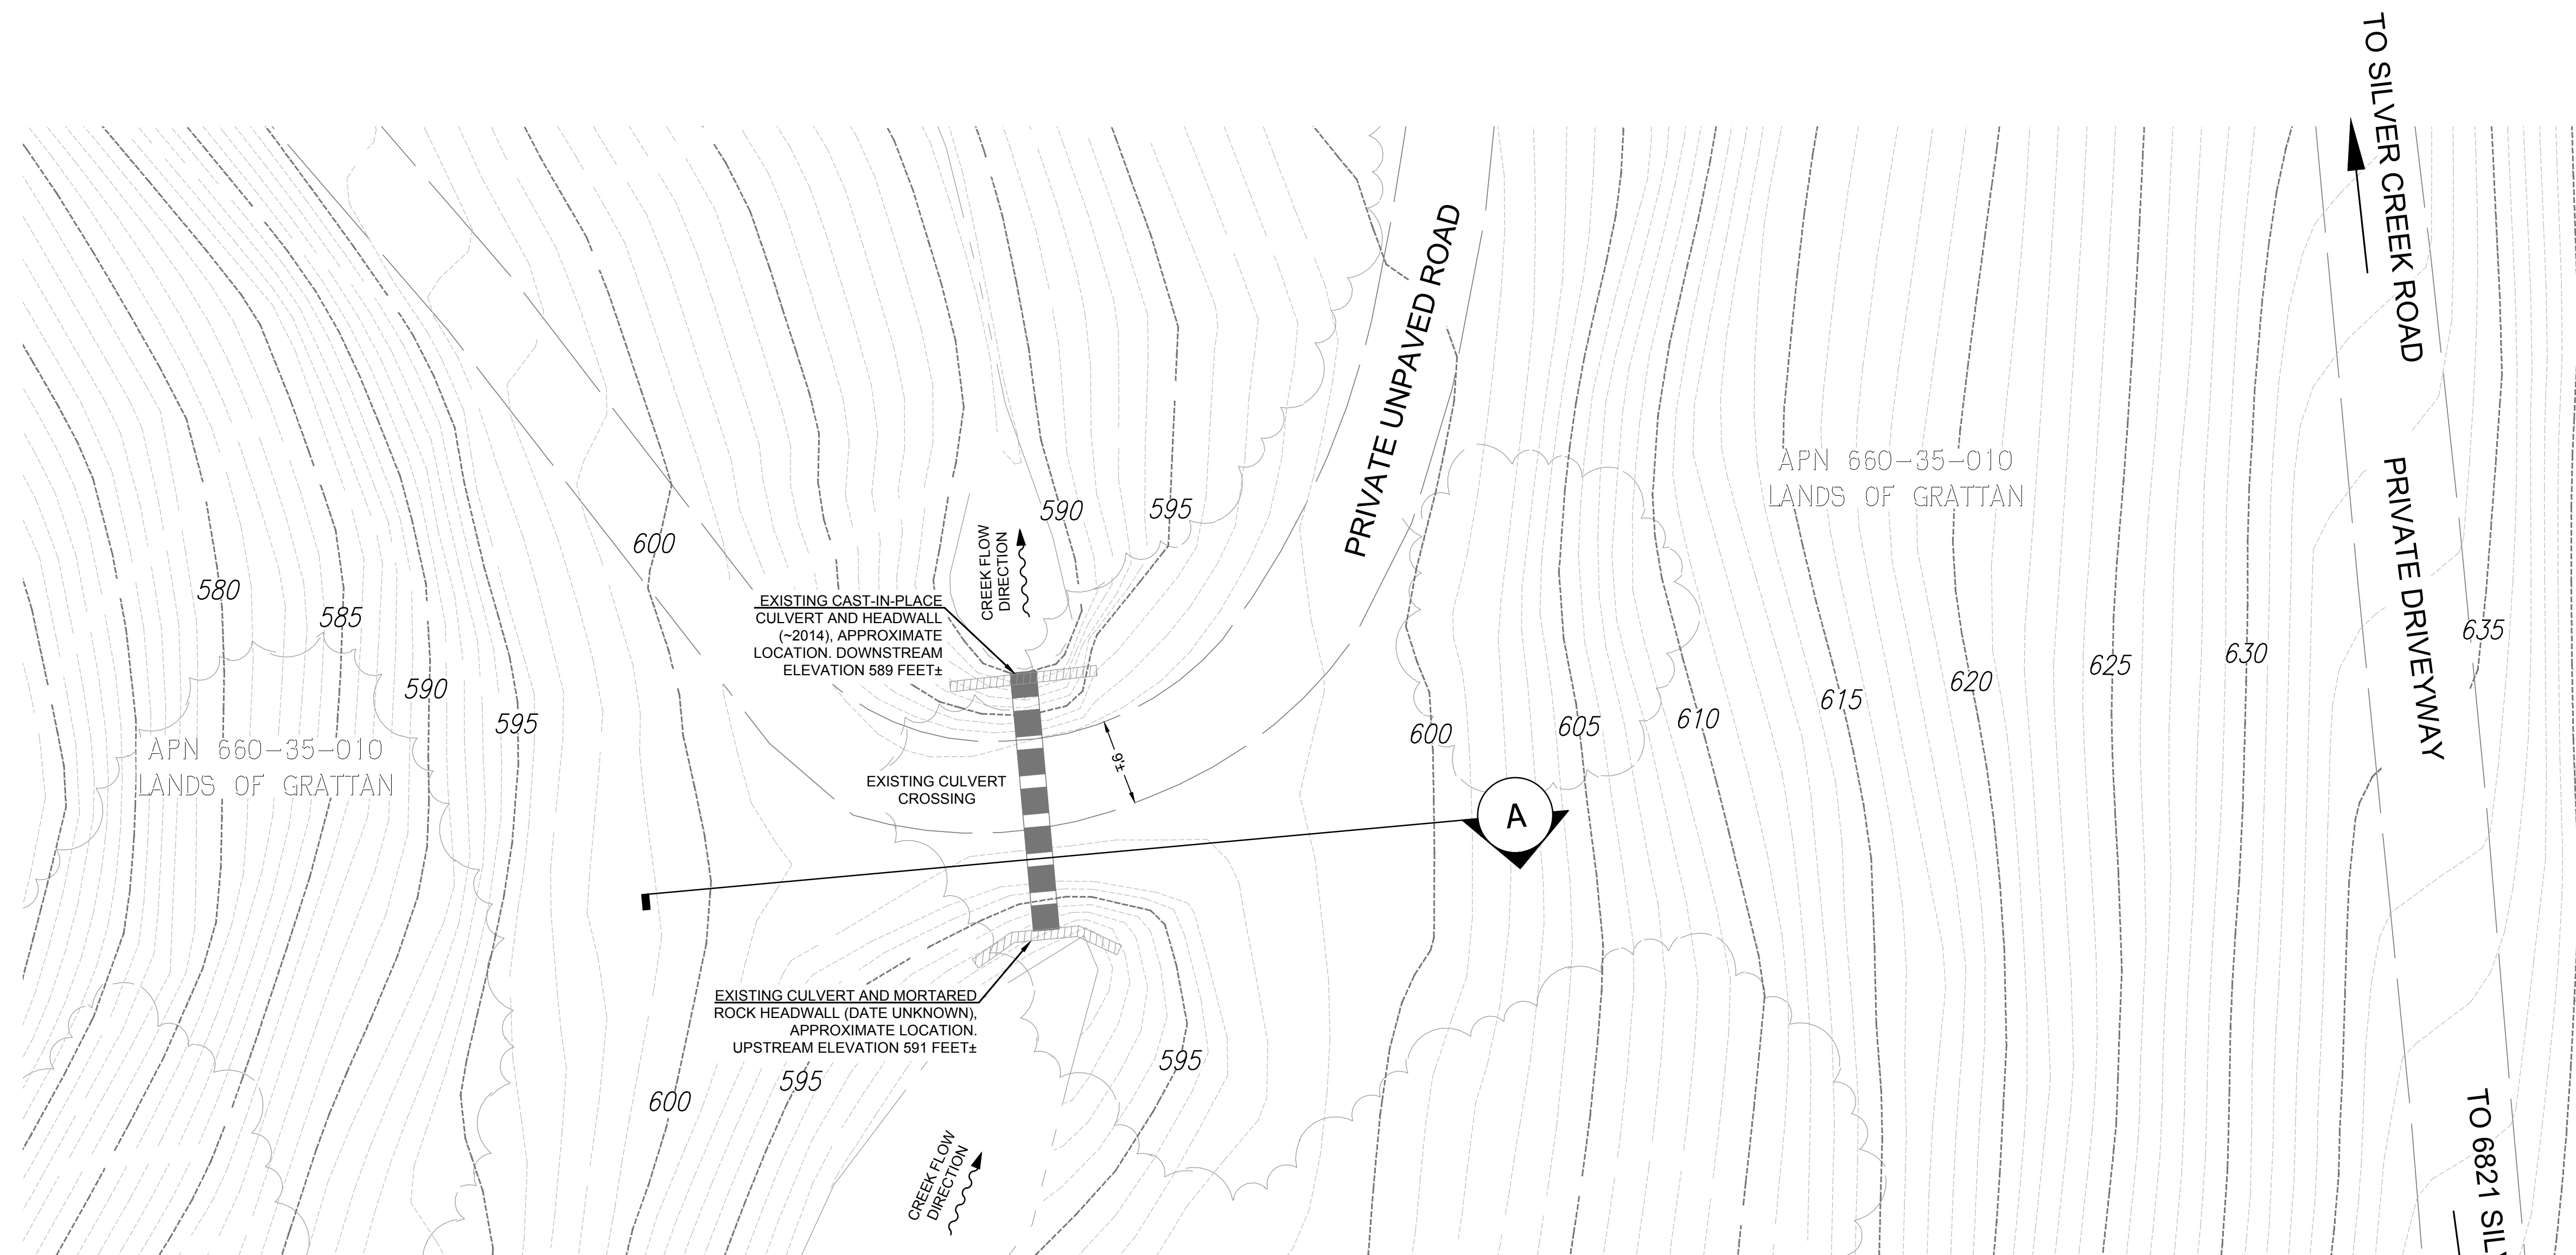 TO SILVER CREEK ROAD
PRIVATE UNPAVED ROAD
APN 660-35-010
LANDS OF GRATTAN
PRIVATE DRIVEYWAY
590
595
600
CREEK FLOW
DIRECTION
580
585
EXISTING CAST-IN-PLACE
CULVERT AND HEADWALL
(~2014), APPROXIMATE
LOCATION. DOWNSTREAM
ELEVATION 589 FEET±
590
595
APN 660-35-010
LANDS OF GRATTAN
EXISTING CULVERT
CROSSING
9'±
600
605
610
615
620
625
630
635
A
EXISTING CULVERT AND MORTARED
ROCK HEADWALL (DATE UNKNOWN),
APPROXIMATE LOCATION.
UPSTREAM ELEVATION 591 FEET±
595
595
600
CREEK FLOW
DIRECTION
TO 6821 SIL